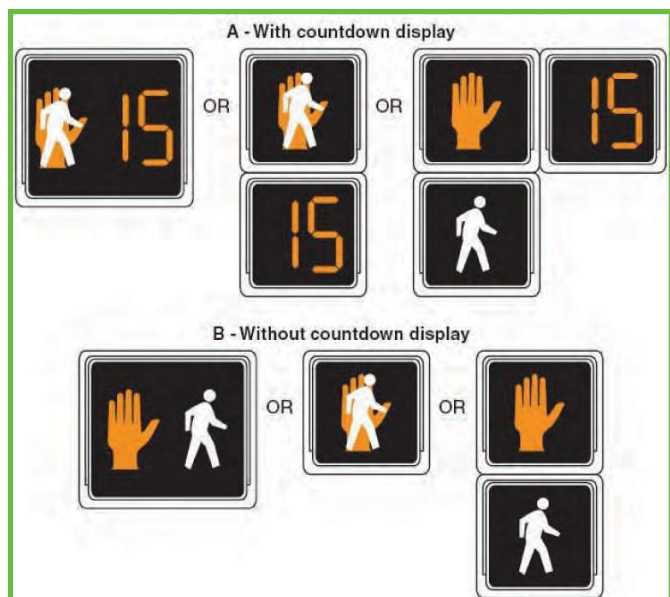 A - With countdown display
15 OR OR 15
15
B - Without countdown display
OR OR